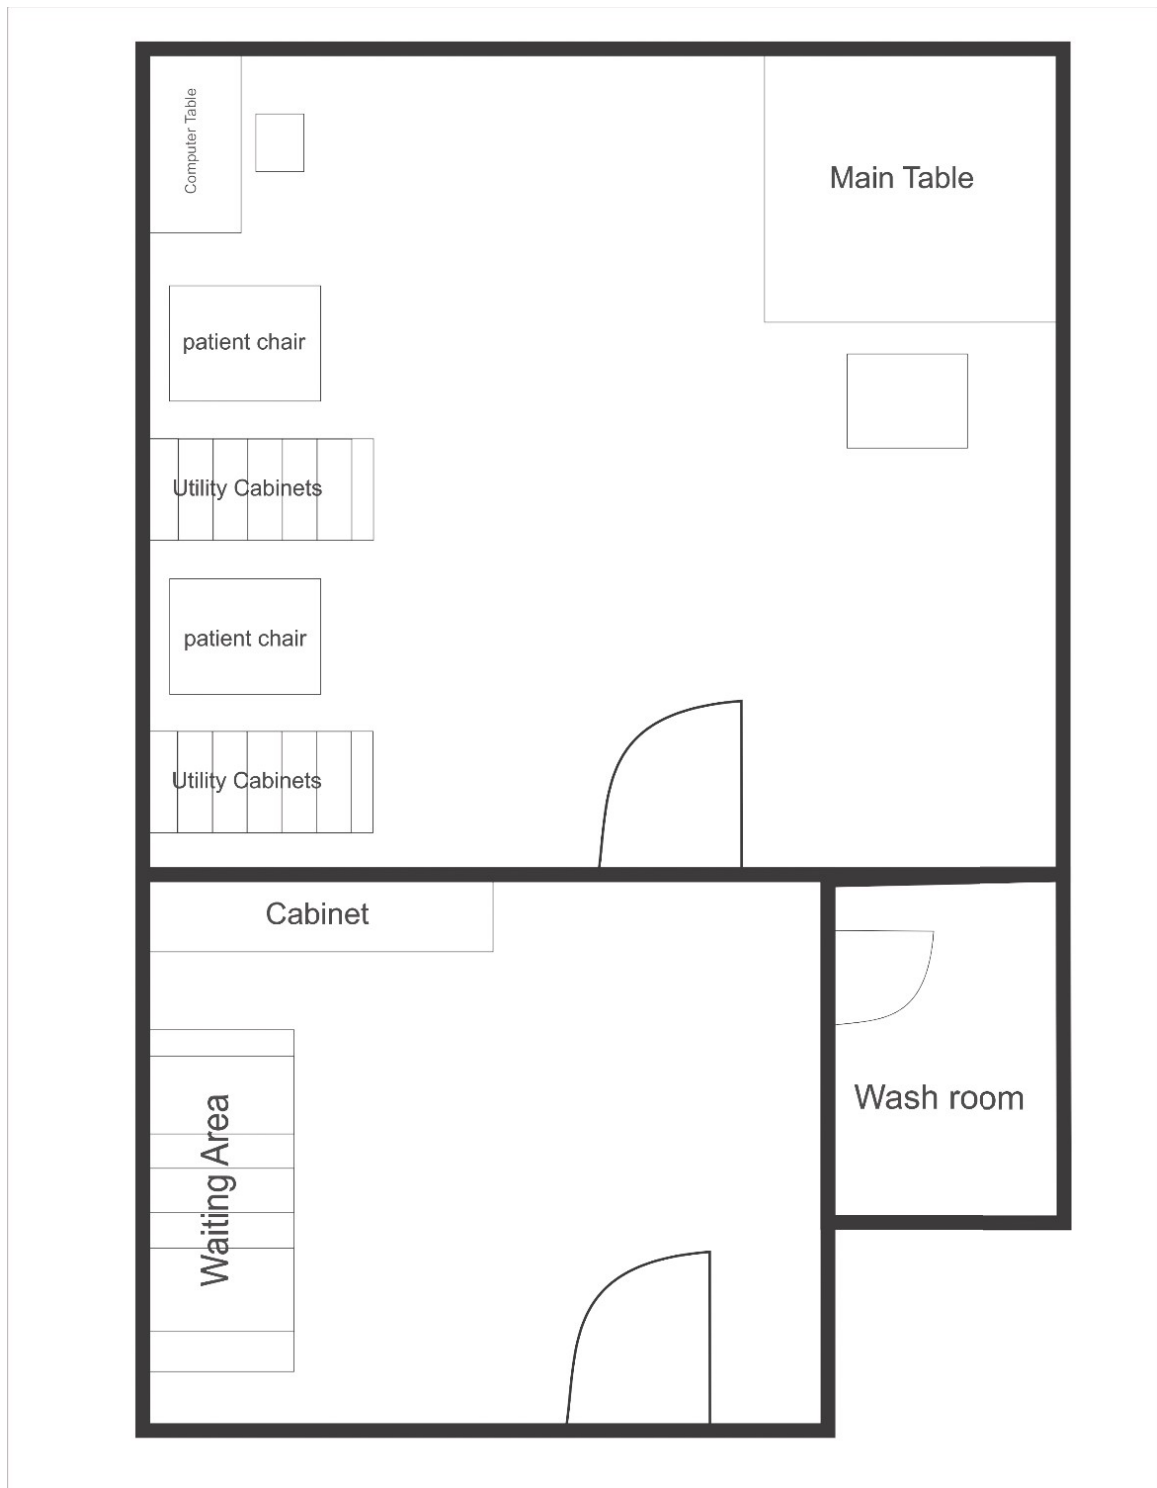 Computer Table
Main Table
patient chair
Utility Cabinets
patient chair
Utility Cabinets
Cabinet
Waiting Area
Wash room